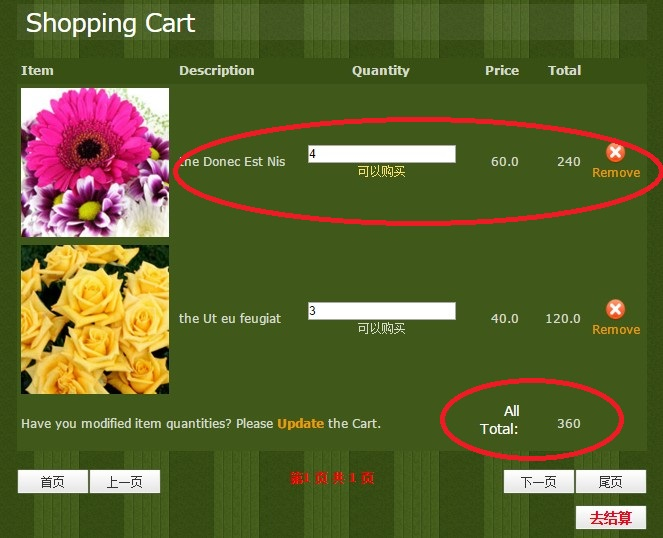 Shopping Cart
Item Description Quantity Price Total
the Donec Est Nis 4 60.0 240
可以购买 Remove
the Ut eu feugiat 3 40.0 120.0
可以购买 Remove
All
Have you modified item quantities? Please Update the Cart. Total: 360
首页 上一页 第1 页 共 1 页 下一页 尾页
去结算